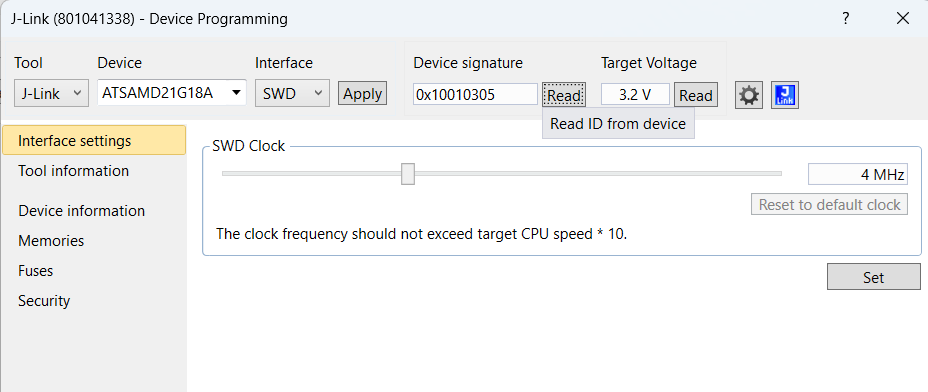 J-Link (801041338) - Device Programming
?
Tool
Device
Interface
Device signature
Target Voltage
J-Link
ATSAMD21G18A
SWD
Apply
0x10010305
Read
3.2 V
Read
J
LINK
Read ID from device
Interface settings
Tool information
Device information
Memories
Fuses
Security
SWD Clock
4 MHz
Reset to default clock
The clock frequency should not exceed target CPU speed * 10.
Set